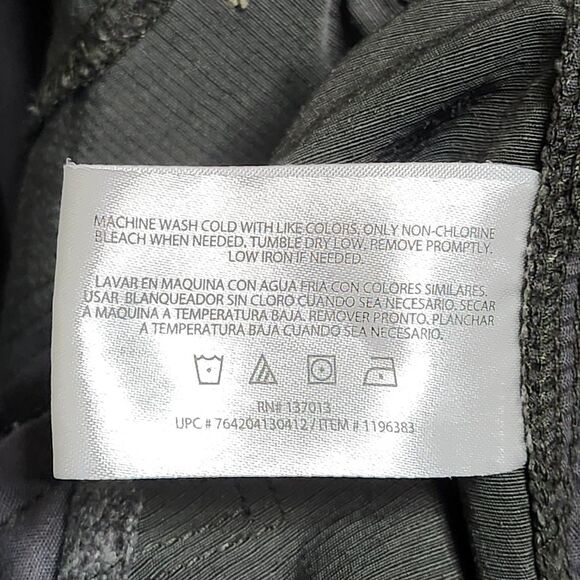 MACHINE WASH COLD WITH LIKE COLORS, ONLY NON-CHLORINE
BLEACH WHEN NEEDED, TUMBLE DRY LOW. REMOVE PROMPTLY.
LOW IRON IF NEEDED.
LAVAR EN MAQUINA CON AGUA FRIA CON COLORES SIMILARES,
USAR BLANQUEADOR SIN CLORO CUANDO SEA NECESARIO. SECAR
A MAQUINA A TEMPERATURA BAJA. REMOVER PRONTO. PLANCHAR
A TEMPERATURA BAJA CUANDO SEA NECESARIO.
RN# 137013
UPC # 764204130412 / ITEM # 1196383